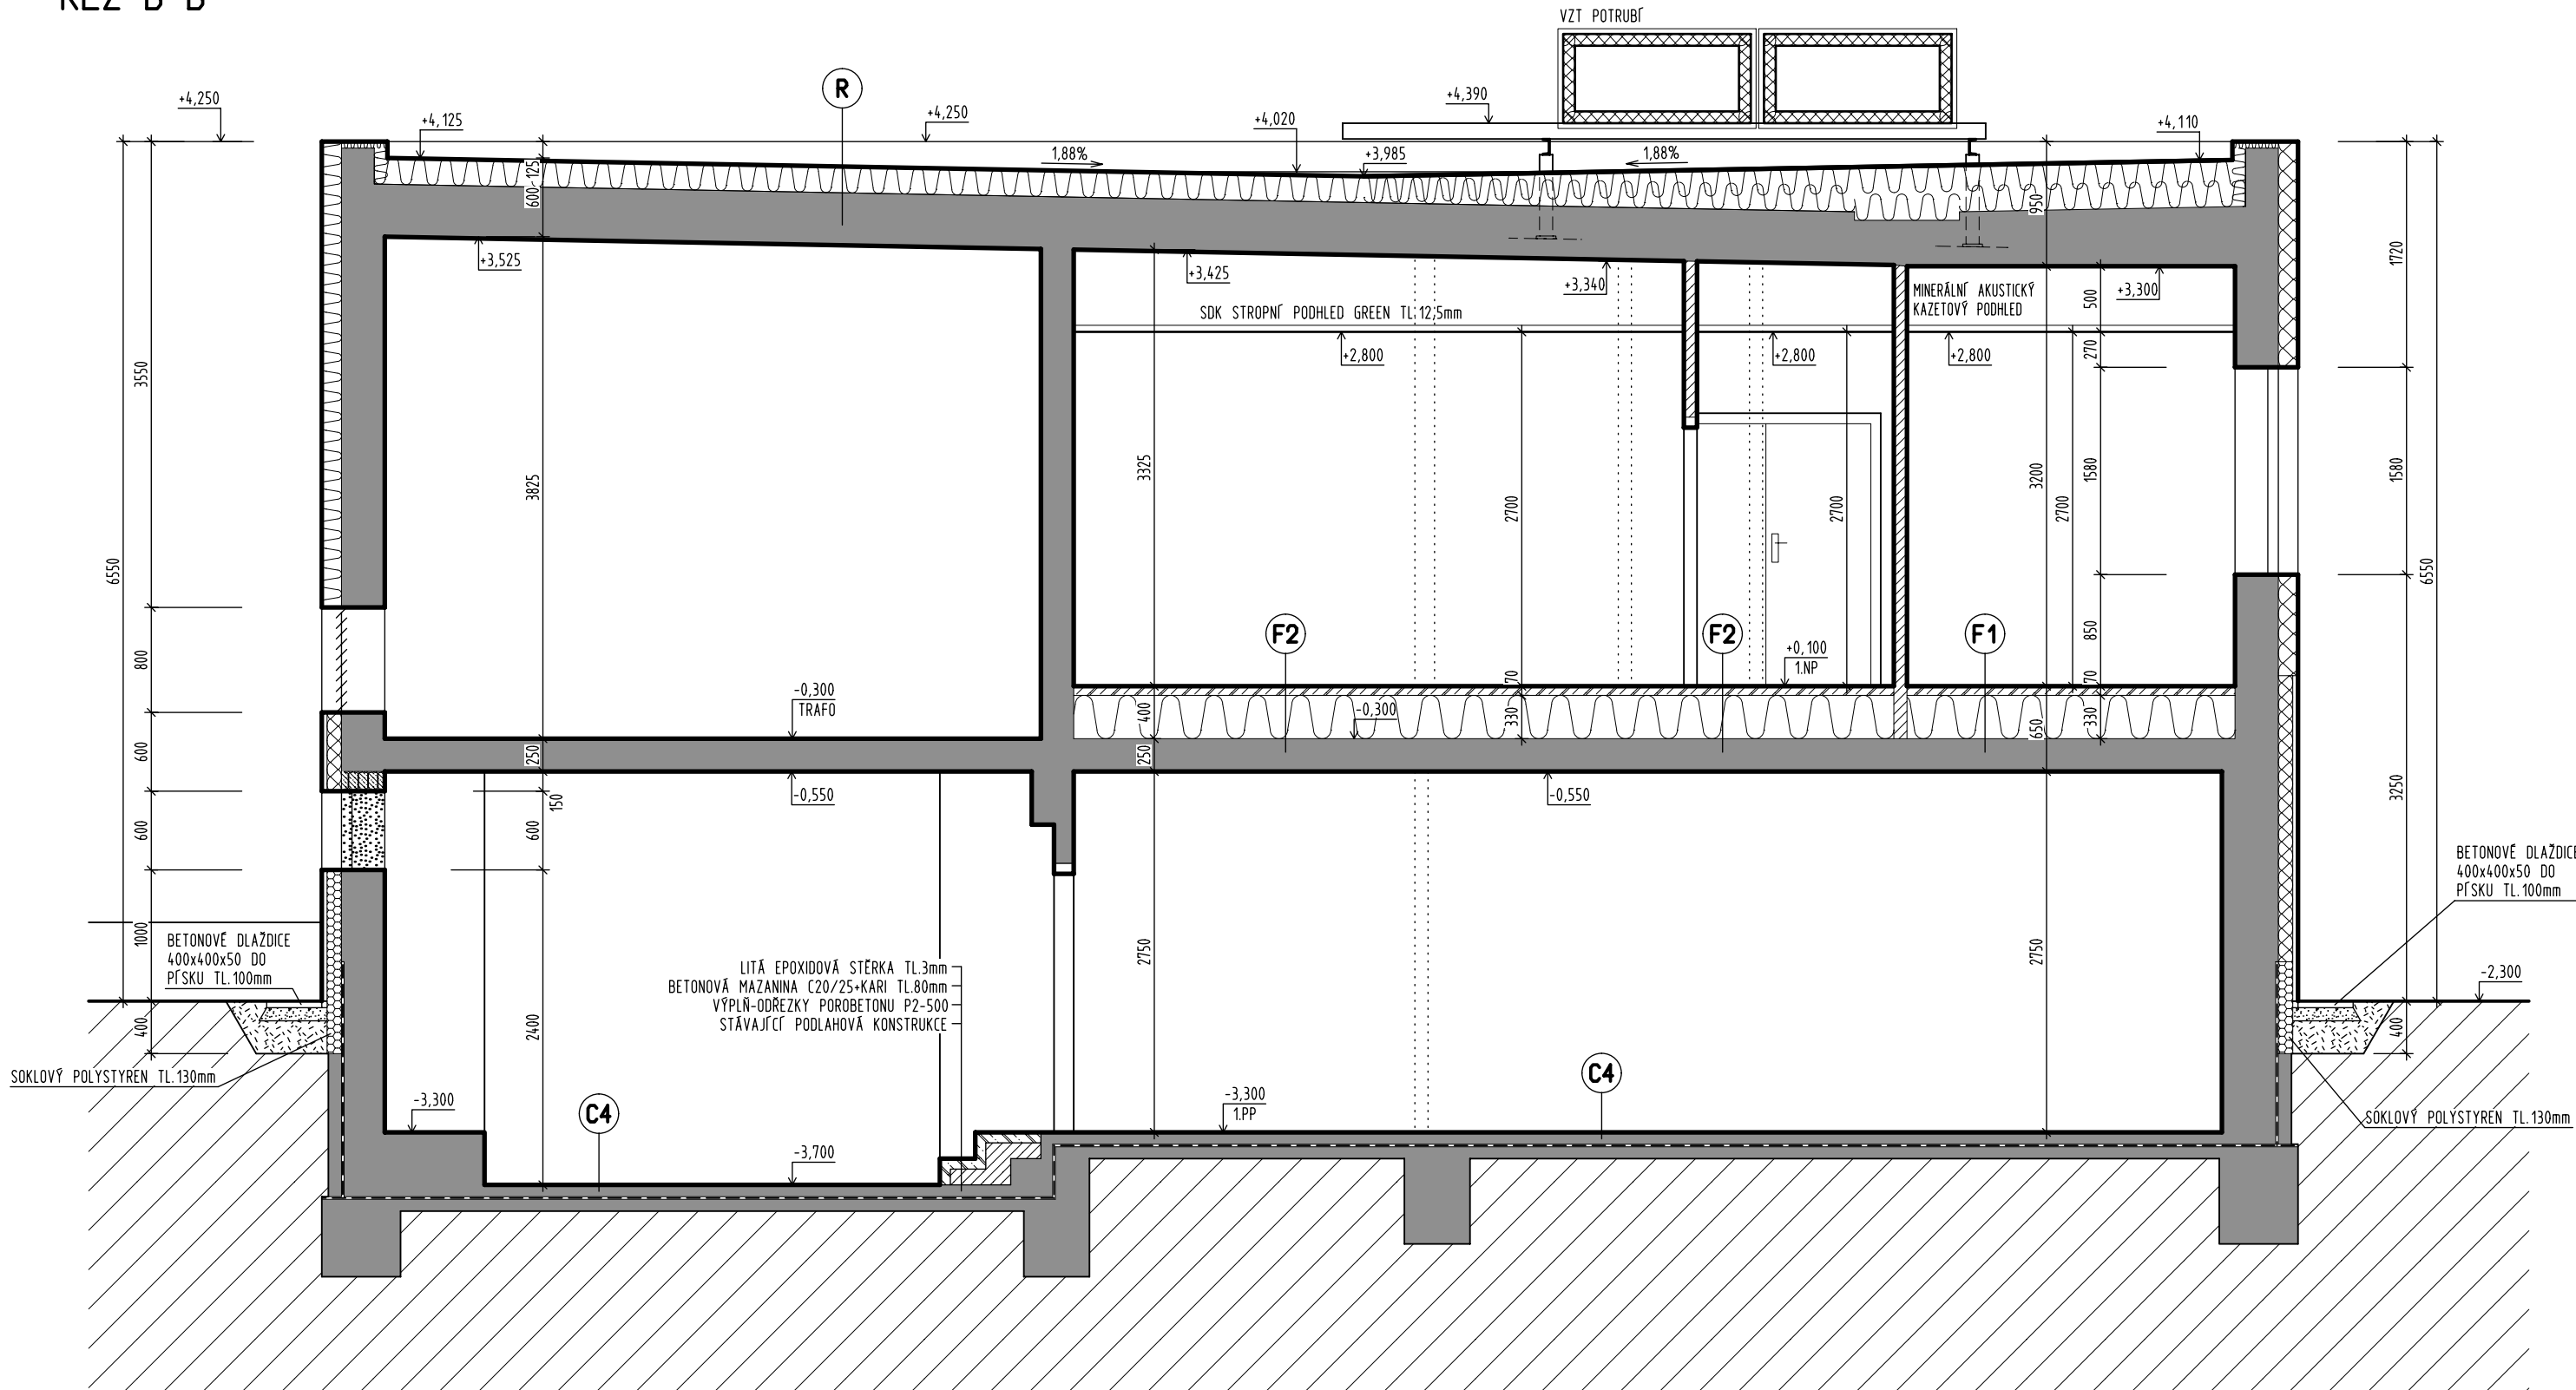 ŘEZ B-B
VZT POTRUBÍ
+4,250
+4,125
R
+4,250
+4,020
+4,390
+4,110
1,88%
+3,985
1,88%
125
600
950
1720
+3,525
+3,425
+3,340
+3,300
MINERÁLNÍ AKUSTICKÝ
KAZETOVÝ PODHLED
500
SDK STROPNÍ PODHLED GREEN TL.12,5mm
+2,800
+2,800
+2,800
270
3550
3825
3325
2700
2700
3200
2700
1580
1580
6550
6550
F2
F2
F1
850
800
+0,100
1.NP
-0,300
TRAFO
-0,300
70
400
330
70
330
650
600
250
250
150
-0,550
-0,550
3250
600
600
1000
BETONOVÉ DLAŽDICE
400x400x50 DO
PÍSKU TL.100mm
BETONOVÉ DLAŽDICE
400x400x50 DO
PÍSKU TL.100mm
LITÁ EPOXIDOVÁ STĚRKA TL.3mm
BETONOVÁ MAZANINA C20/25+KARI TL.80mm
VÝPLŇ-ODŘEZKY POROBETONU P2-500
STÁVAJÍCÍ PODLAHOVÁ KONSTRUKCE
2750
2750
-2,300
400
2400
400
SOKLOVÝ POLYSTYREN TL.130mm
SOKLOVÝ POLYSTYREN TL.130mm
-3,300
C4
-3,300
1.PP
C4
-3,700